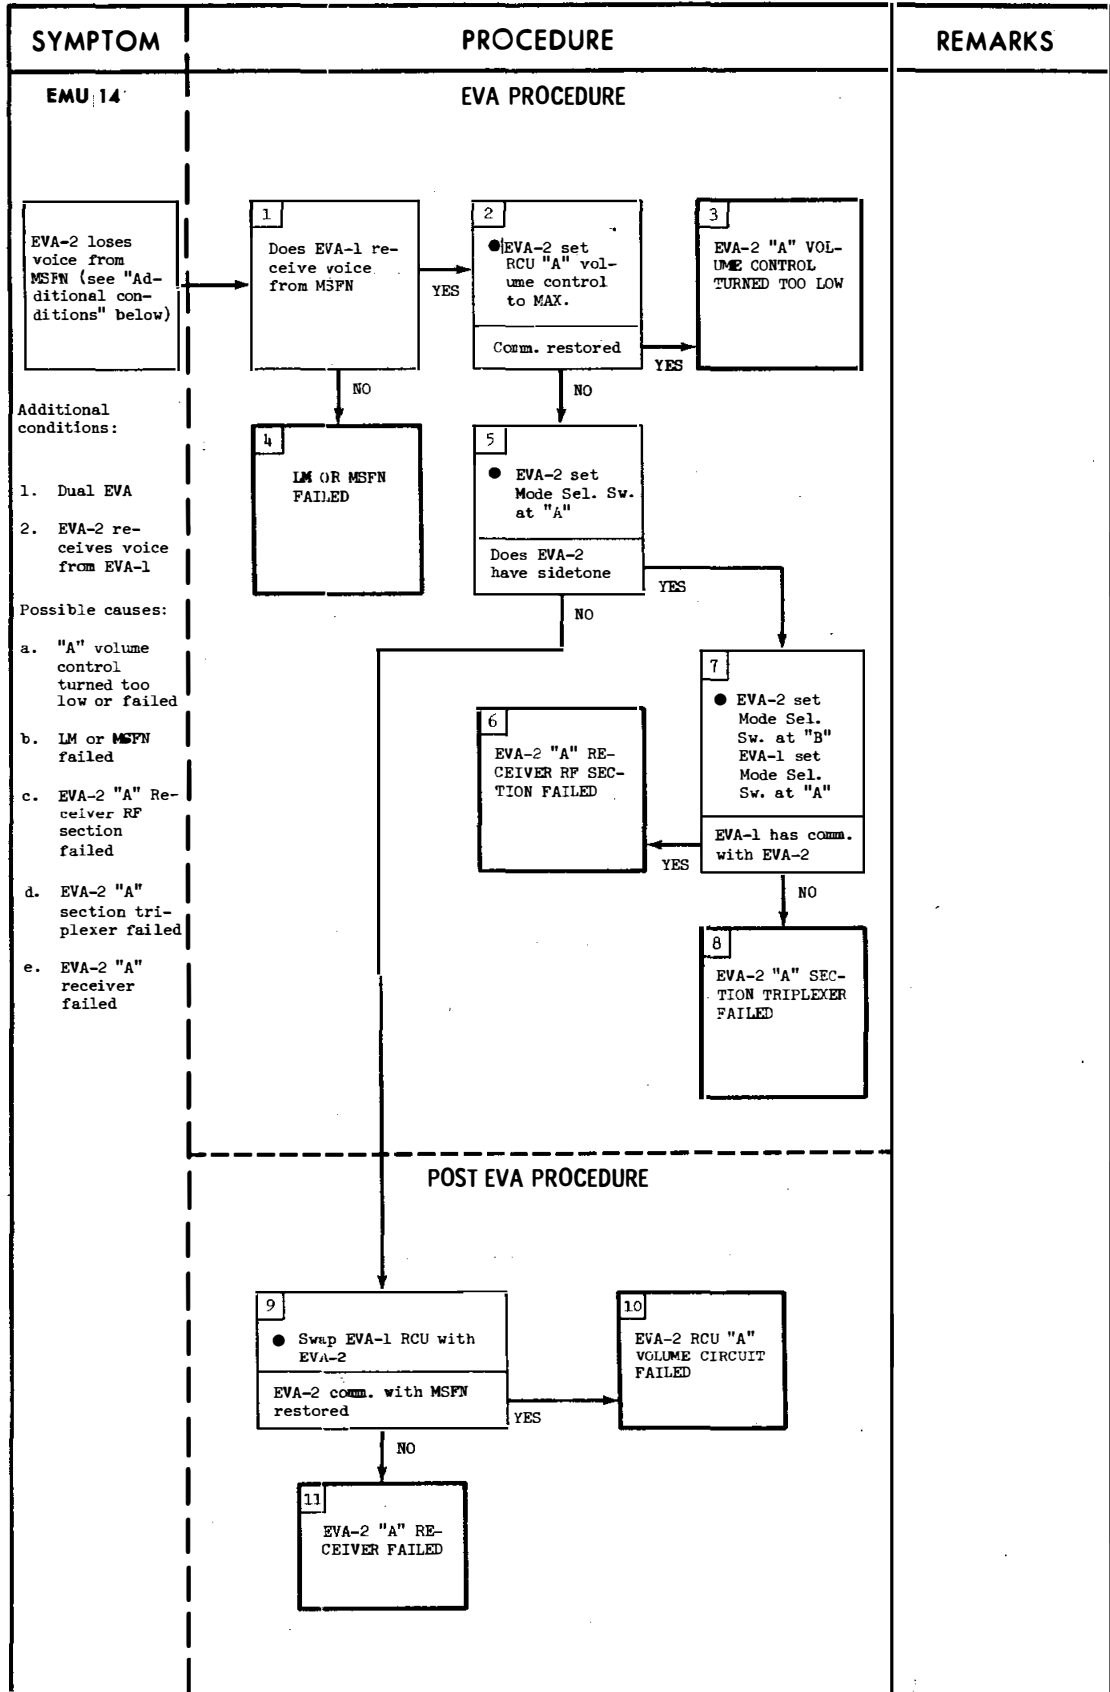 SYMPTOM
PROCEDURE
REMARKS
EMU 14
EVA PROCEDURE
EVA-2 loses
voice from
MSFN (see "Ad-
ditional con-
ditions" below)
1
Does EVA-1 re-
ceive voice
from MSFN
YES
NO
2
● EVA-2 set
RCU "A" vol-
ume control
to MAX.
Comm. restored
YES
NO
3
EVA-2 "A" VOL-
UME CONTROL
TURNED TOO LOW
Additional
conditions:
1. Dual EVA
2. EVA-2 re-
ceives voice
from EVA-1
Possible causes:
a. "A" volume
control
turned too
low or failed
b. LM or MSFN
failed
c. EVA-2 "A" Re-
ceiver RF
section
failed
d. EVA-2 "A"
section tri-
plexer failed
e. EVA-2 "A"
receiver
failed
4
LM OR MSFN
FAILED
5
● EVA-2 set
Mode Sel. Sw.
at "A"
Does EVA-2
have sidetone
YES
NO
6
EVA-2 "A" RE-
CEIVER RF SEC-
TION FAILED
7
● EVA-2 set
Mode Sel.
Sw. at "B"
EVA-1 set
Mode Sel.
Sw. at "A"
EVA-1 has comm.
with EVA-2
YES
NO
8
EVA-2 "A" SEC-
TION TRIPLEXER
FAILED
POST EVA PROCEDURE
9
● Swap EVA-1 RCU with
EVA-2
EVA-2 comm. with MSFN
restored
YES
NO
10
EVA-2 RCU "A"
VOLUME CIRCUIT
FAILED
11
EVA-2 "A" RE-
CEIVER FAILED